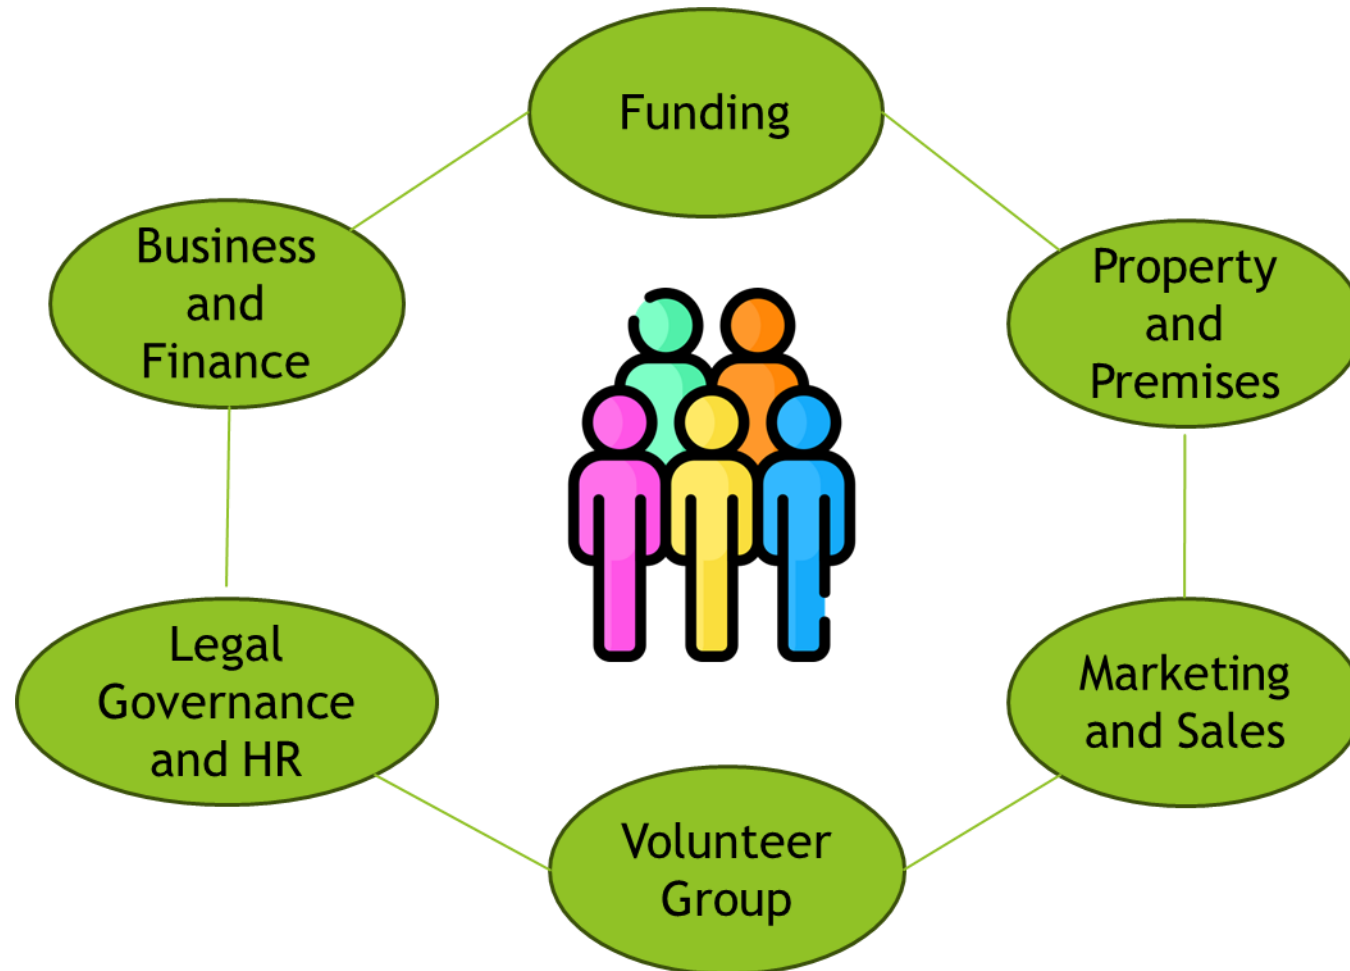 Funding
Business
and
Finance
Property
and
Premises
Legal
Governance
and HR
Marketing
and Sales
Volunteer
Group